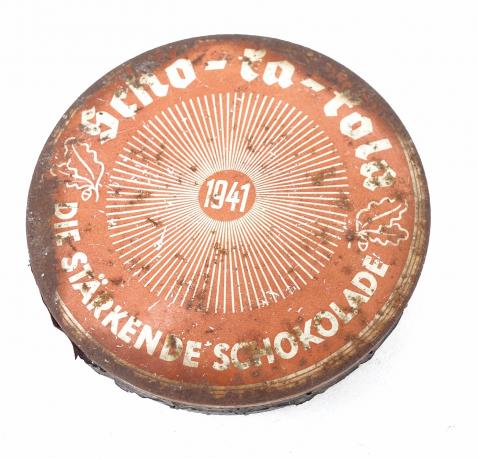 Scho-ka-kola
1941
DIE STÄRKENDE SCHOKOLADE